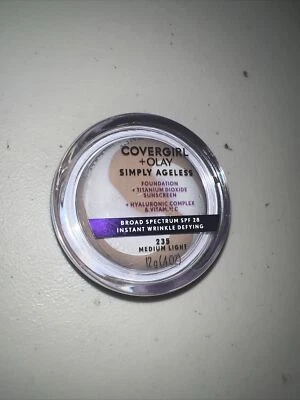 COVERGIRL
+OLAY
SIMPLY AGELESS
FOUNDATION
+ TITANIUM DIOXIDE
SUNSCREEN
+ HYALURONIC COMPLEX
& VITAMIN C
BROAD SPECTRUM SPF 28
INSTANT WRINKLE DEFYING
235
MEDIUM LIGHT
12g (.4 OZ)